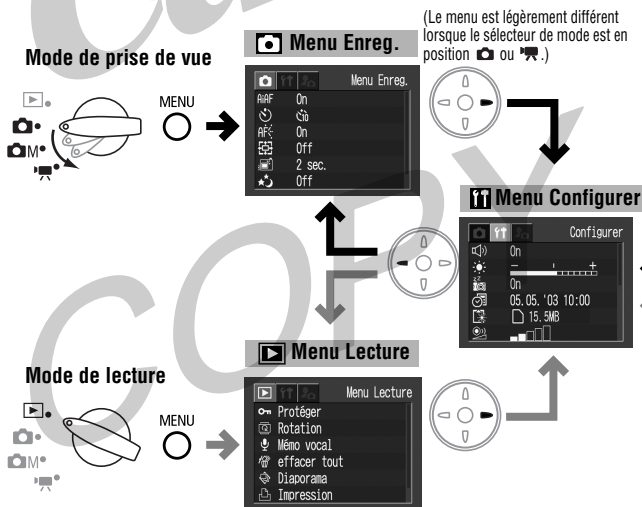 (Le menu est légèrement différent
lorsque le sélecteur de mode est en
position ou .)
Menu Enreg.
Mode de prise de vue
MENU
M
Menu Enreg.
AiAF On
AF On
Off
2 sec.
Off
Menu Configurer
Configurer
On
- +
On
05.05.'03 10:00
15.5MB
Menu Lecture
Mode de lecture
MENU
M
Menu Lecture
Protéger
Rotation
Mémo vocal
effacer tout
Diaporama
Impression
COPY